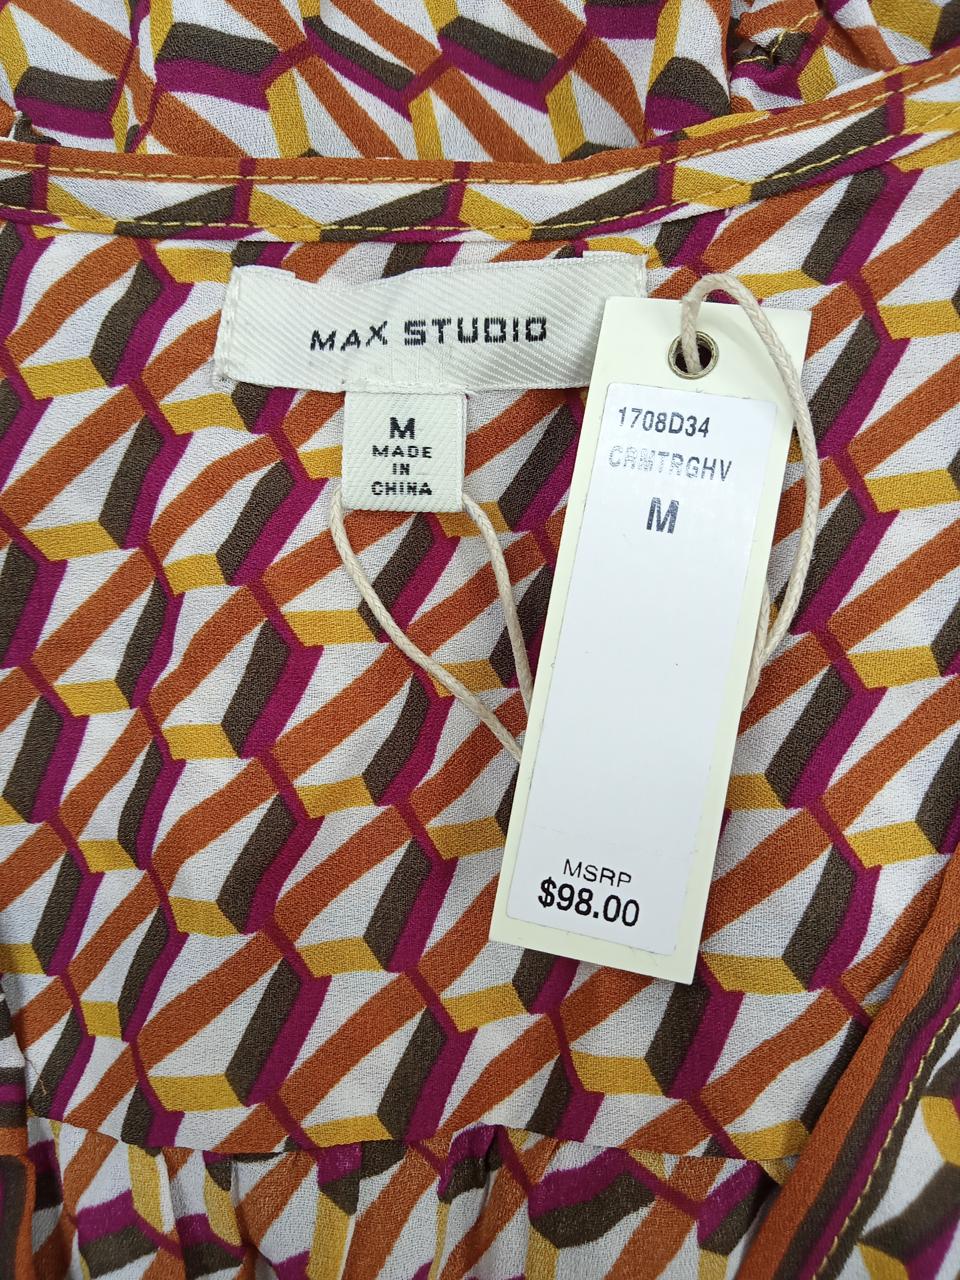 MAX STUDIO
M
MADE
IN
CHINA
1708D34
CRMTRGHV
M
MSRP
$98.00